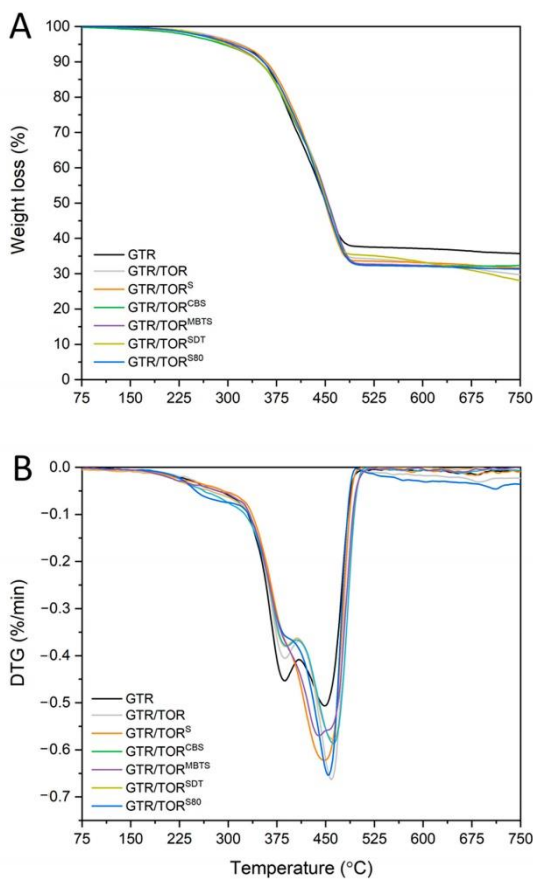 A
100
90
80
70
60
50
40
30
20
10
0
Weight loss (%)
GTR
GTR/TOR
GTR/TOR^S
GTR/TOR^CBS
GTR/TOR^MBTS
GTR/TOR^SDT
GTR/TOR^S80
75 150 225 300 375 450 525 600 675 750
B
0.0
−0.1
−0.2
−0.3
−0.4
−0.5
−0.6
−0.7
DTG (%/min)
GTR
GTR/TOR
GTR/TOR^S
GTR/TOR^CBS
GTR/TOR^MBTS
GTR/TOR^SDT
GTR/TOR^S80
75 150 225 300 375 450 525 600 675 750
Temperature (°C)